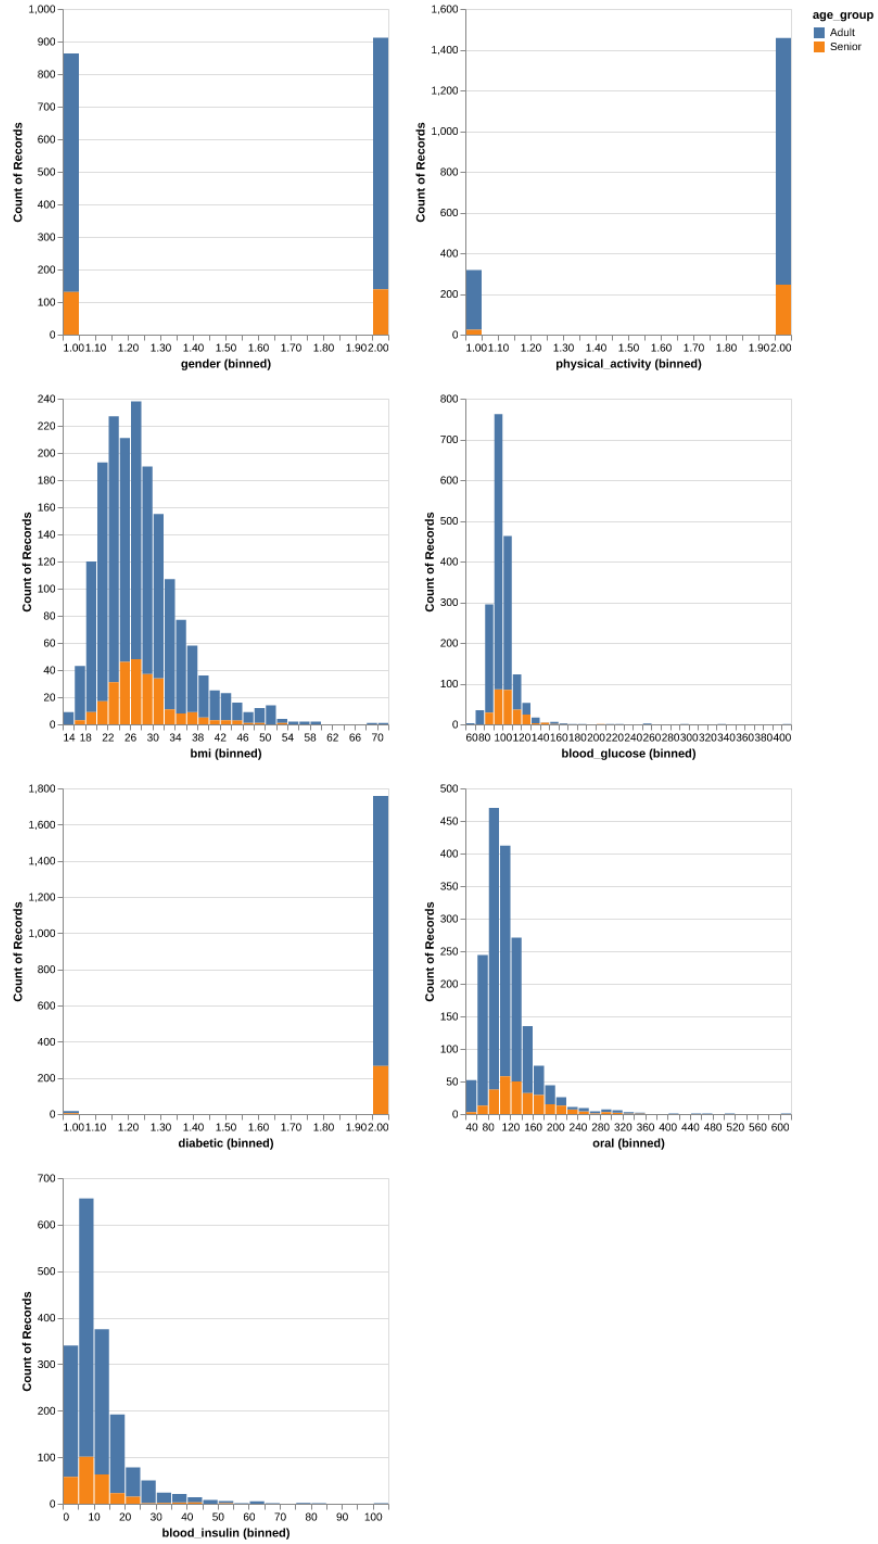 age_group
Adult
Senior
1,000
900
800
700
600
500
400
300
200
100
0
Count of Records
1.00 1.10 1.20 1.30 1.40 1.50 1.60 1.70 1.80 1.90 2.00
gender (binned)
1,600
1,400
1,200
1,000
800
600
400
200
0
Count of Records
1.00 1.10 1.20 1.30 1.40 1.50 1.60 1.70 1.80 1.90 2.00
physical_activity (binned)
240
220
200
180
160
140
120
100
80
60
40
20
0
Count of Records
14 18 22 26 30 34 38 42 46 50 54 58 62 66 70
bmi (binned)
800
700
600
500
400
300
200
100
0
Count of Records
60 80 100 120 140 160 180 200 220 240 260 280 300 320 340 360 380 400
blood_glucose (binned)
1,800
1,600
1,400
1,200
1,000
800
600
400
200
0
Count of Records
1.00 1.10 1.20 1.30 1.40 1.50 1.60 1.70 1.80 1.90 2.00
diabetic (binned)
500
450
400
350
300
250
200
150
100
50
0
Count of Records
40 80 120 160 200 240 280 320 360 400 440 480 520 560 600
oral (binned)
700
600
500
400
300
200
100
0
Count of Records
0 10 20 30 40 50 60 70 80 90 100
blood_insulin (binned)